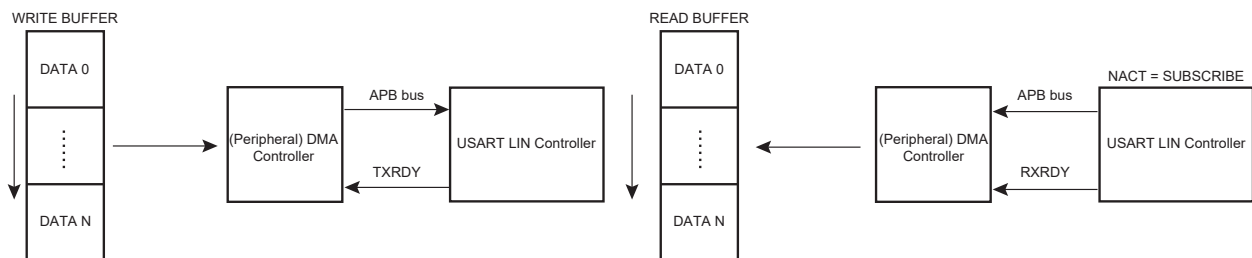 WRITE BUFFER
DATA 0
DATA N
(Peripheral) DMA
Controller
APB bus
TXRDY
USART LIN Controller
READ BUFFER
DATA 0
DATA N
(Peripheral) DMA
Controller
APB bus
RXRDY
NACT = SUBSCRIBE
USART LIN Controller